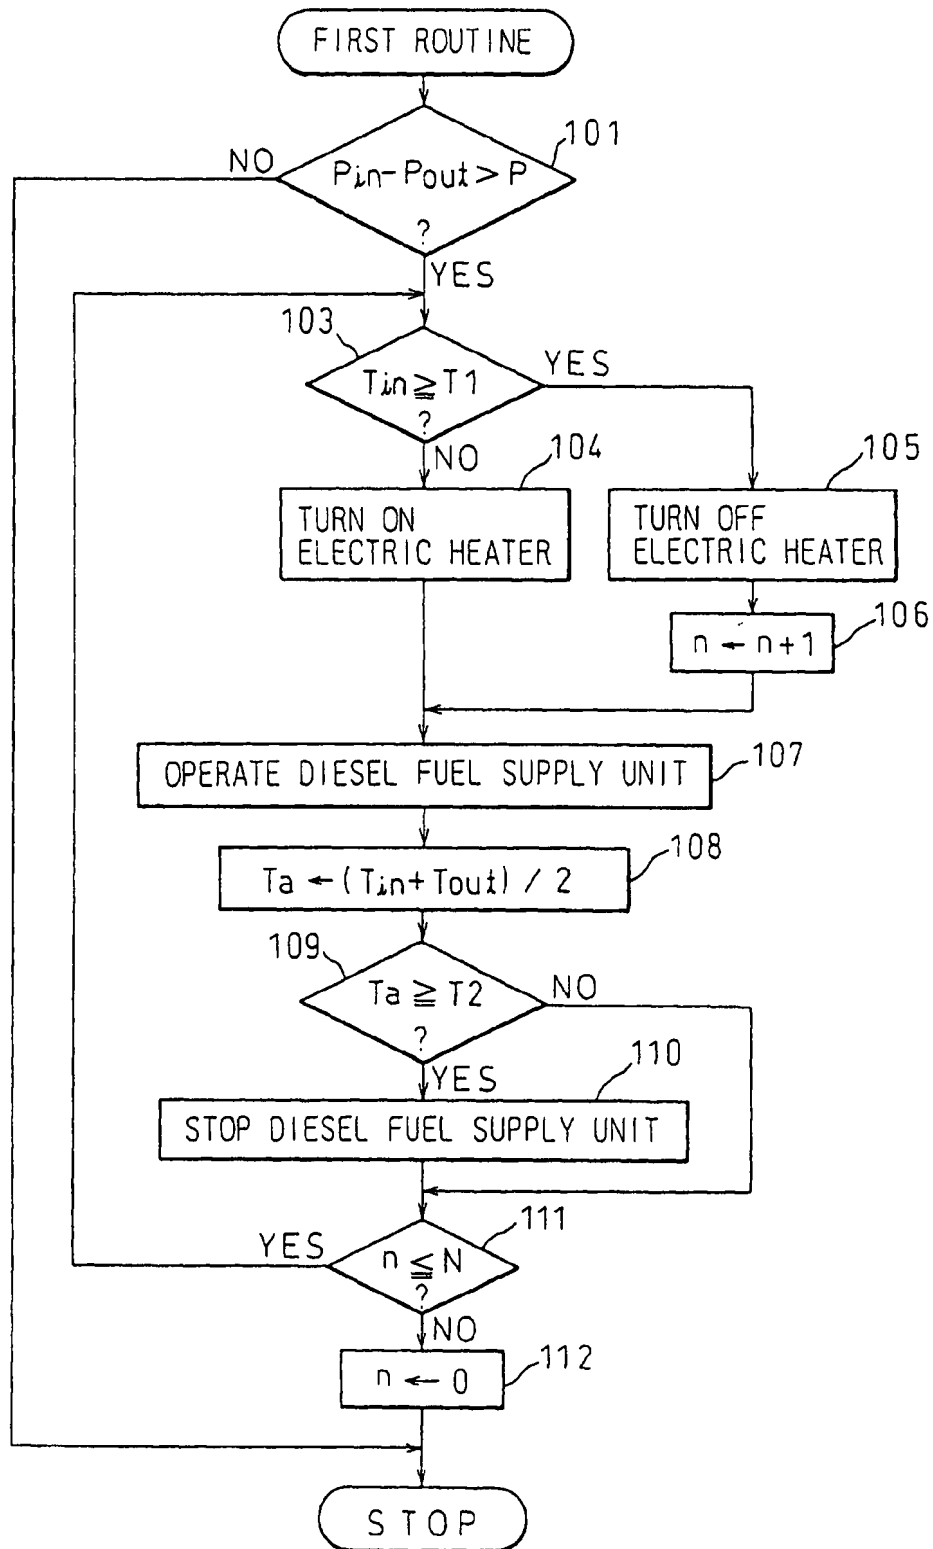 FIRST ROUTINE
101
NO
Pin-Pout > P
?
YES
103
Tin ≧ T1
?
YES
NO
104
105
TURN ON
ELECTRIC HEATER
TURN OFF
ELECTRIC HEATER
106
n ← n+1
OPERATE DIESEL FUEL SUPPLY UNIT
107
108
Ta ← (Tin+Tout) / 2
109
Ta ≧ T2
?
NO
YES
110
STOP DIESEL FUEL SUPPLY UNIT
111
YES
n ≦ N
?
NO
112
n ← 0
STOP